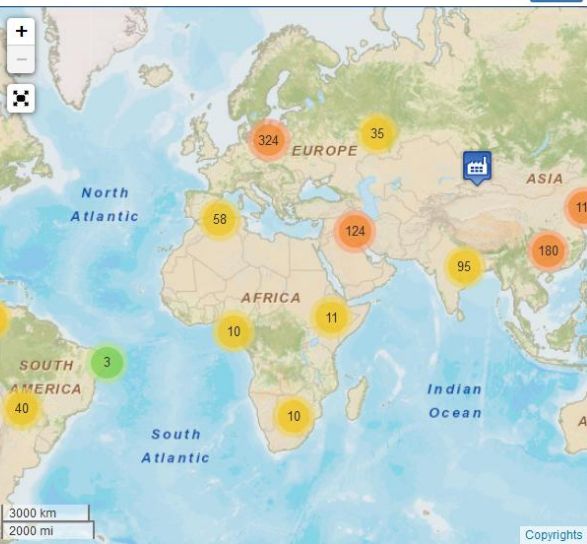 +
−
324
35
EUROPE
ASIA
North
Atlantic
58
11
124
180
95
AFRICA
11
10
3
SOUTH
AMERICA
40
10
Indian
Ocean
A
South
Atlantic
3000 km
2000 mi
Copyrights